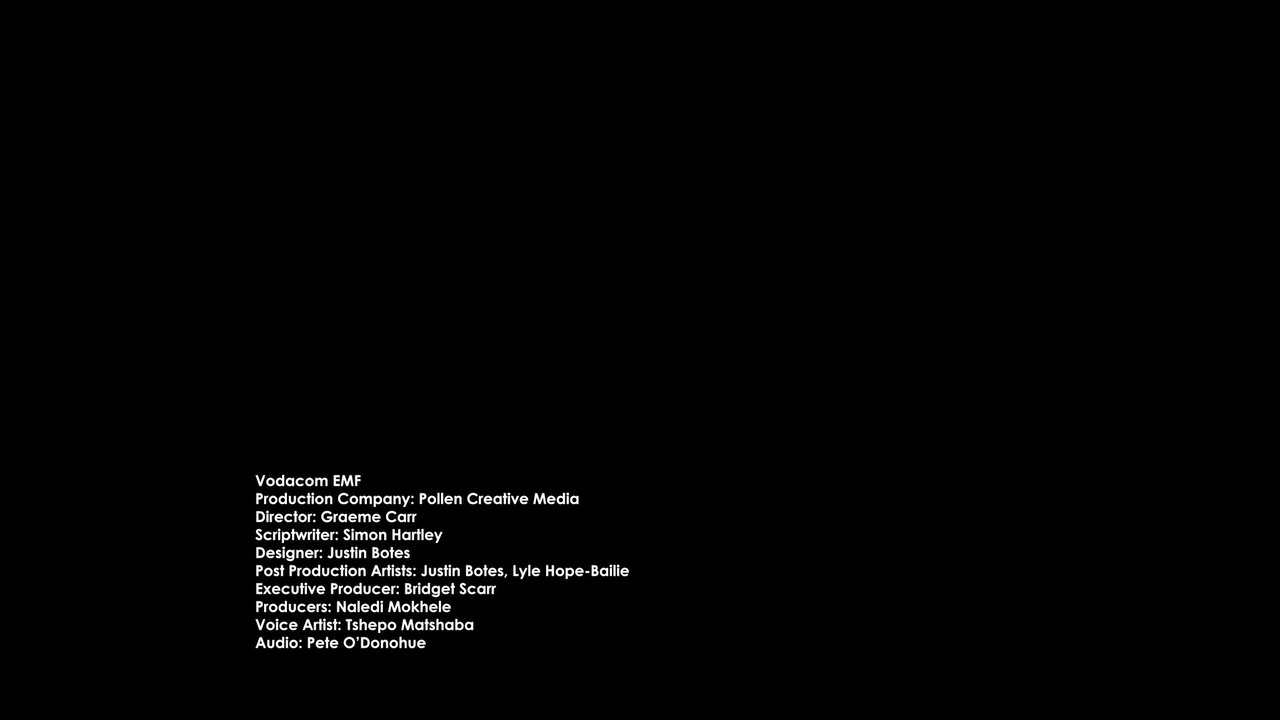 Vodacom EMF
Production Company: Pollen Creative Media
Director: Graeme Carr
Scriptwriter: Simon Hartley
Designer: Justin Botes
Post Production Artists: Justin Botes, Lyle Hope-Bailie
Executive Producer: Bridget Scarr
Producers: Naledi Mokhele
Voice Artist: Tshepo Matshaba
Audio: Pete O’Donohue